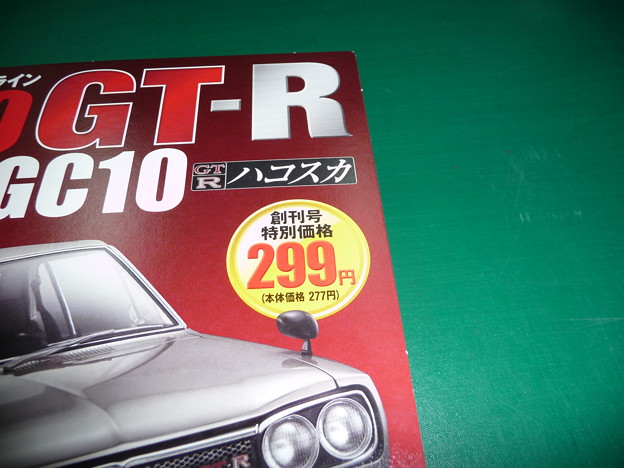 ライン
GT-R
GC10
GT
R
ハコスカ
創刊号
特別価格
299円
(本体価格 277円)